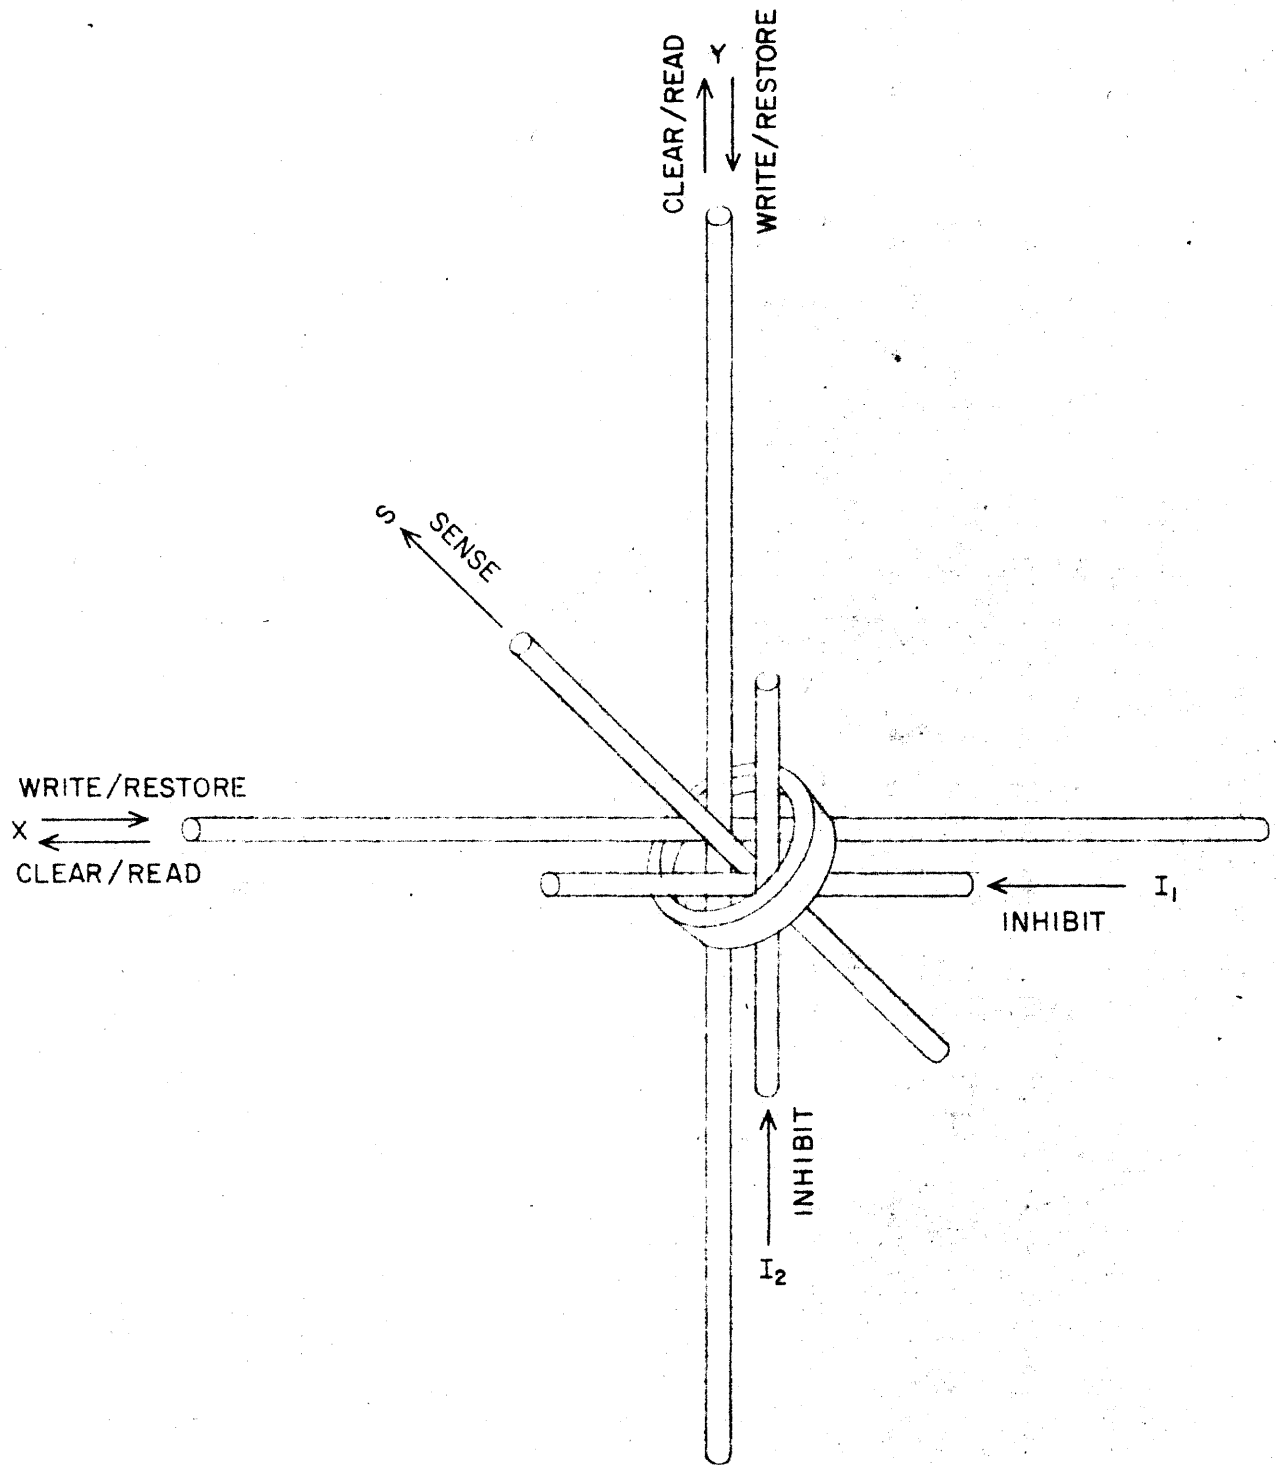 CLEAR/READ
Y
WRITE/RESTORE
S
SENSE
WRITE/RESTORE
X
CLEAR/READ
I₁
INHIBIT
INHIBIT
I₂